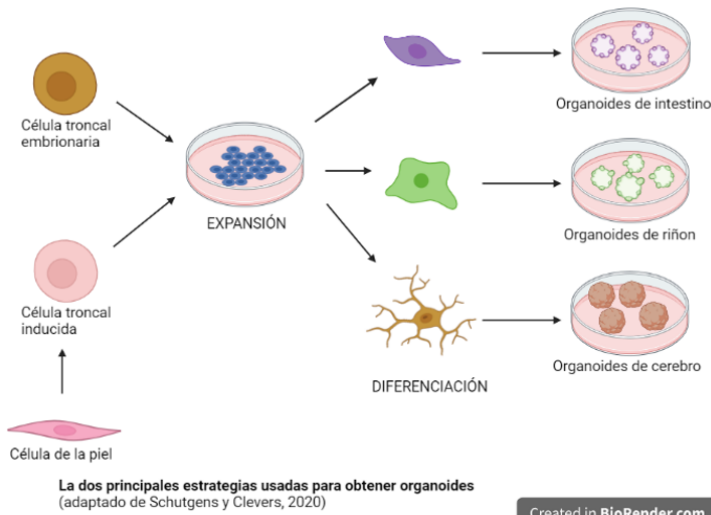 Célula troncal
embrionaria
EXPANSIÓN
Célula troncal
inducida
Célula de la piel
DIFERENCIACIÓN
Organoides de intestino
Organoides de riñon
Organoides de cerebro
La dos principales estrategias usadas para obtener organoides
(adaptado de Schutgens y Clevers, 2020)
Created in BioRender.com